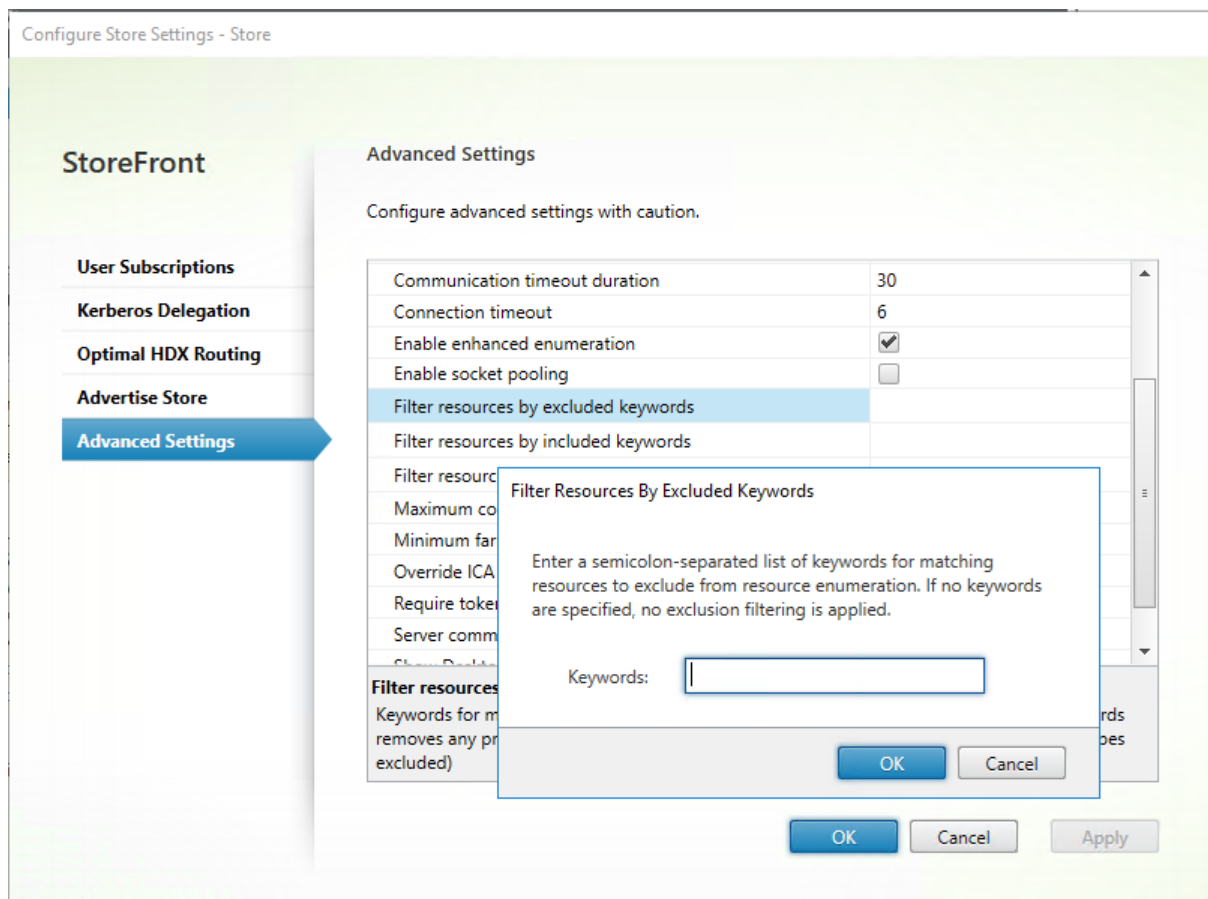 Configure Store Settings - Store
StoreFront
User Subscriptions
Kerberos Delegation
Optimal HDX Routing
Advertise Store
Advanced Settings
Advanced Settings
Configure advanced settings with caution.
Communication timeout duration 30
Connection timeout 6
Enable enhanced enumeration
Enable socket pooling
Filter resources by excluded keywords
Filter resources by included keywords
Filter resourc
Maximum co
Minimum far
Override ICA
Require toke
Server comm
Filter resources
Keywords for m rds
removes any pr pes
excluded)
Filter Resources By Excluded Keywords
Enter a semicolon-separated list of keywords for matching
resources to exclude from resource enumeration. If no keywords
are specified, no exclusion filtering is applied.
Keywords:
OK Cancel
OK Cancel Apply